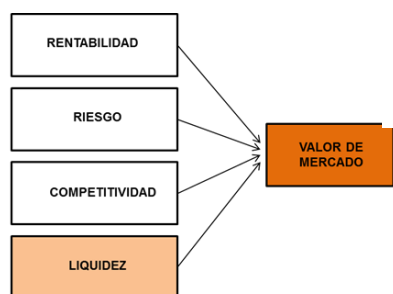 RENTABILIDAD
RIESGO
COMPETITIVIDAD
LIQUIDEZ
VALOR DE
MERCADO